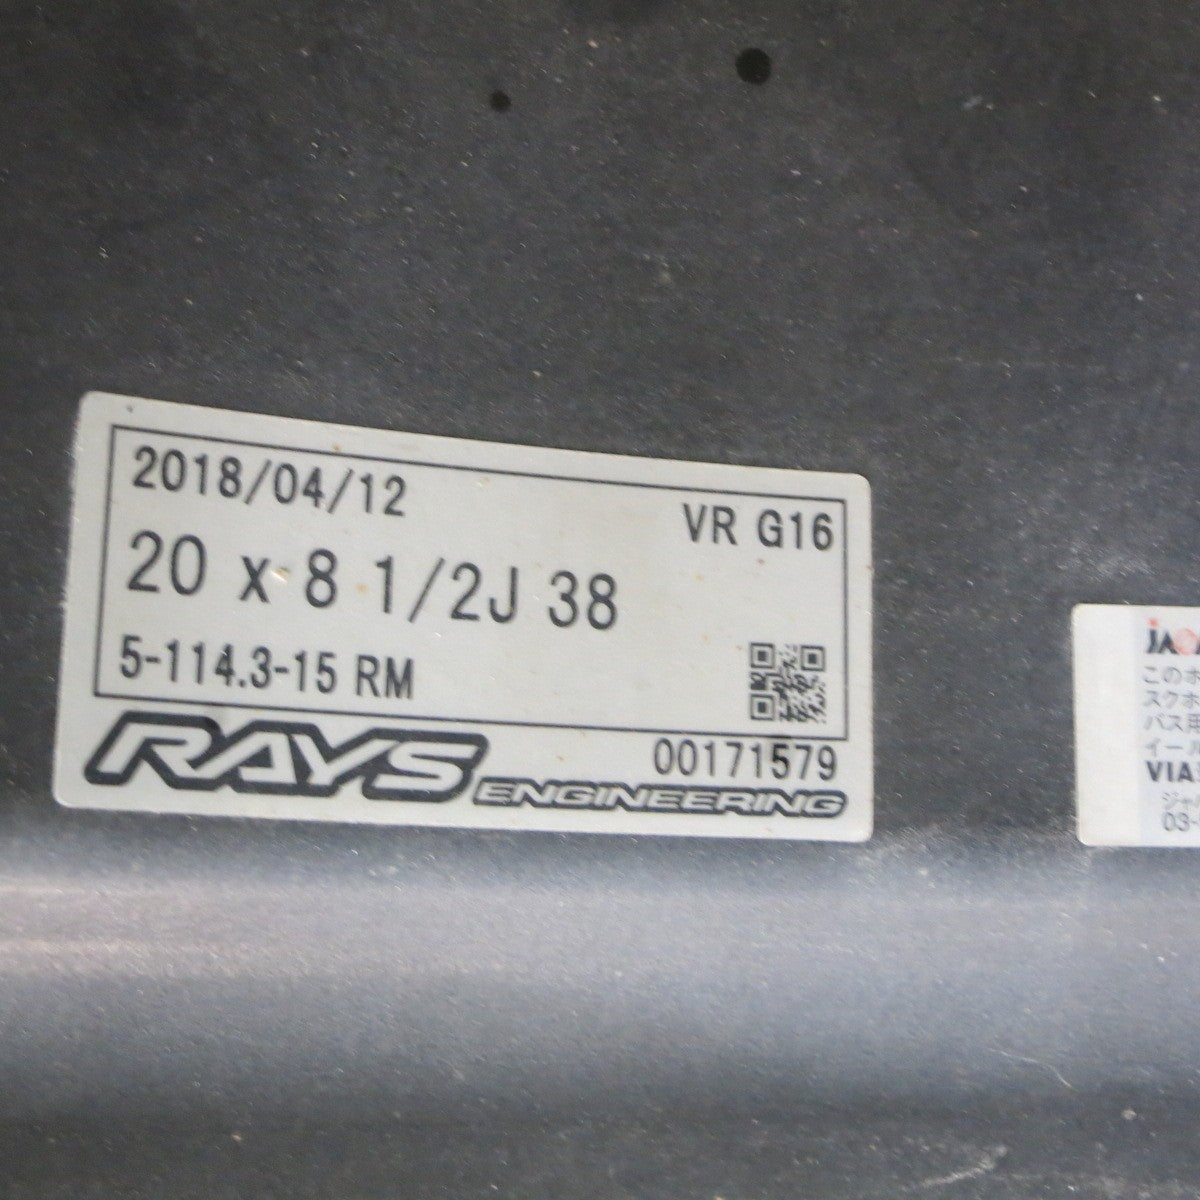 2018/04/12
VR G16
20 x 8 1/2J 38
5-114.3-15 RM
RAYS
ENGINEERING
00171579
このホ
スクホ
バス用
イール
VIA
03-